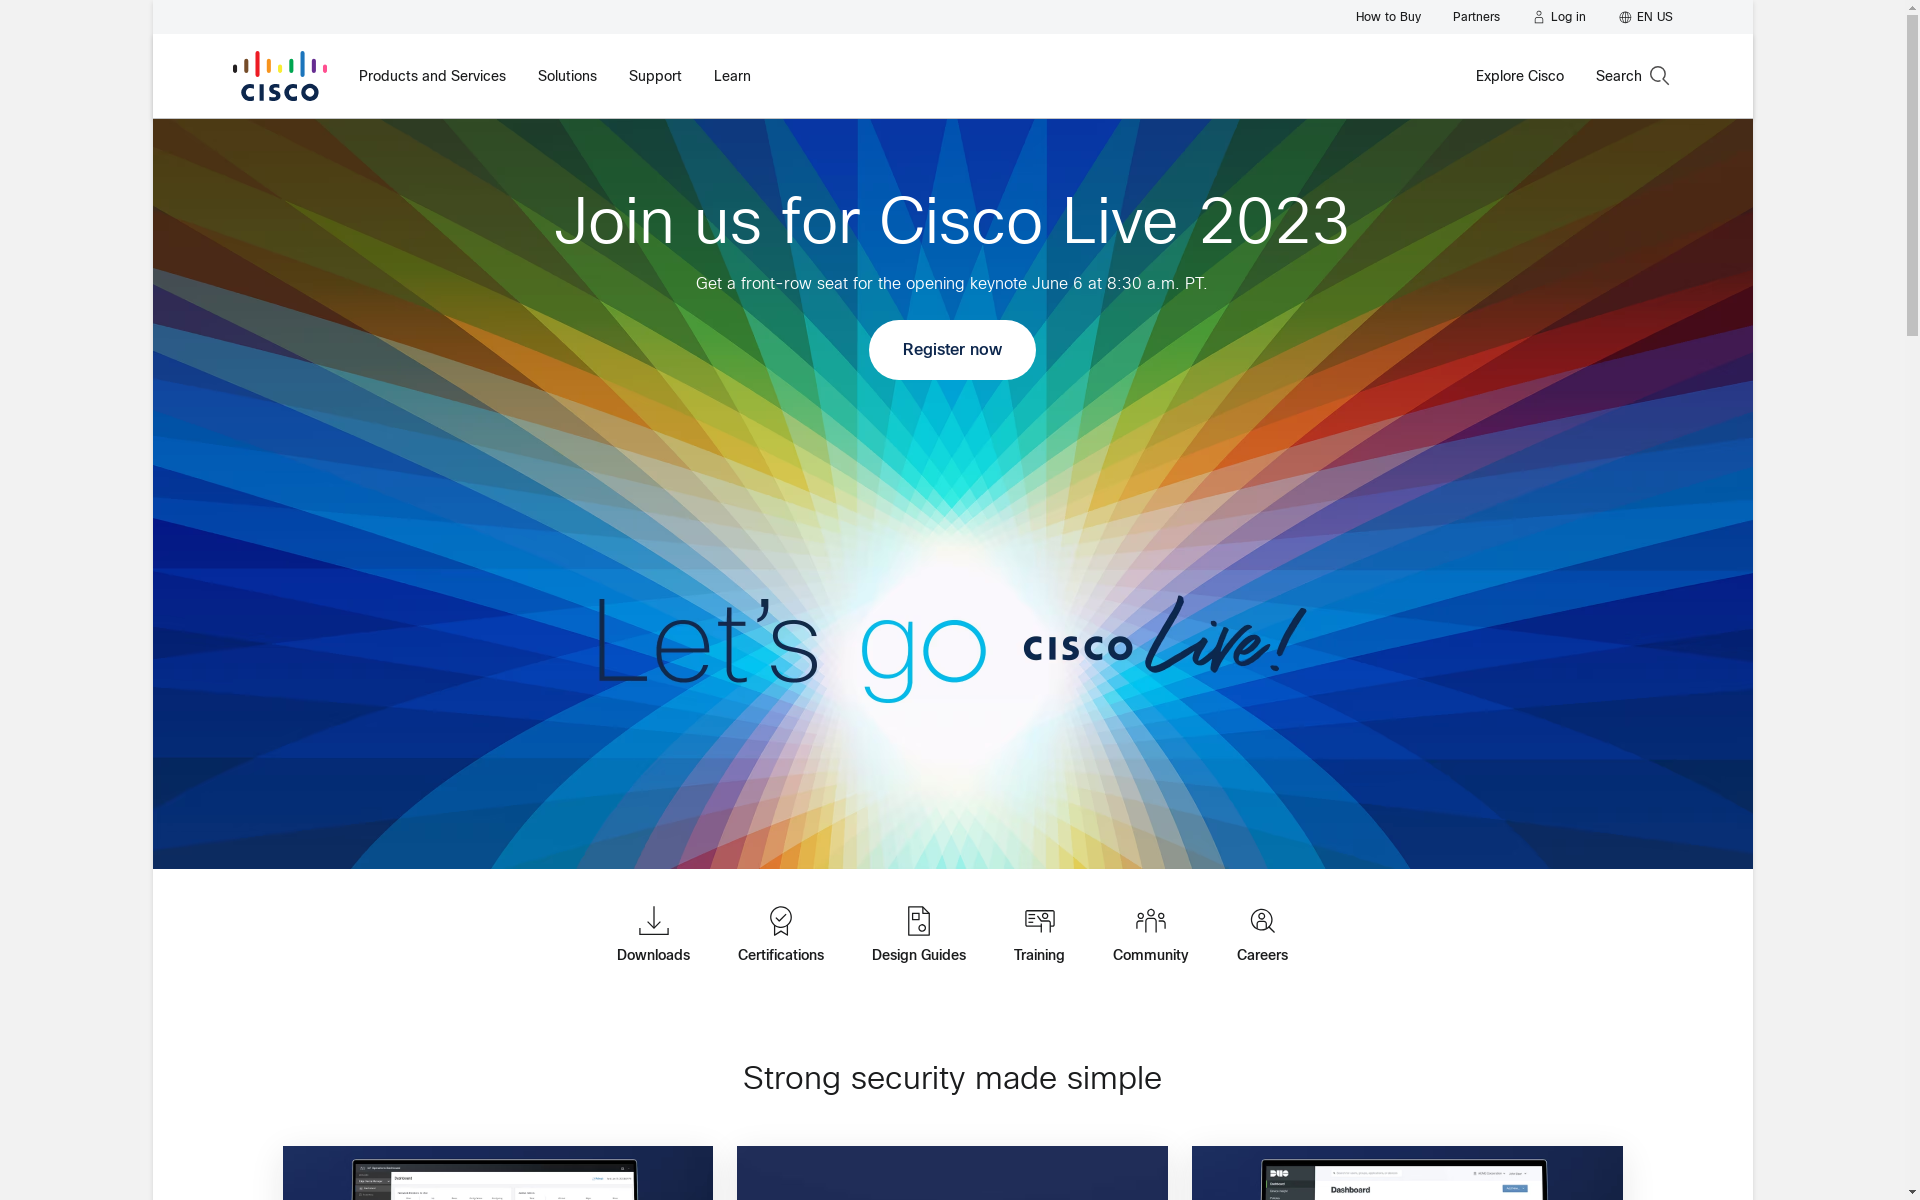 How to Buy
Partners
Log in
EN US
CISCO
Products and Services
Solutions
Support
Learn
Explore Cisco
Search
Join us for Cisco Live 2023
Get a front-row seat for the opening keynote June 6 at 8:30 a.m. PT.
Register now
Let's go CISCO Live!
Downloads
Certifications
Design Guides
Training
Community
Careers
Strong security made simple
Dashboard
DUO
Dashboard
Dashboard